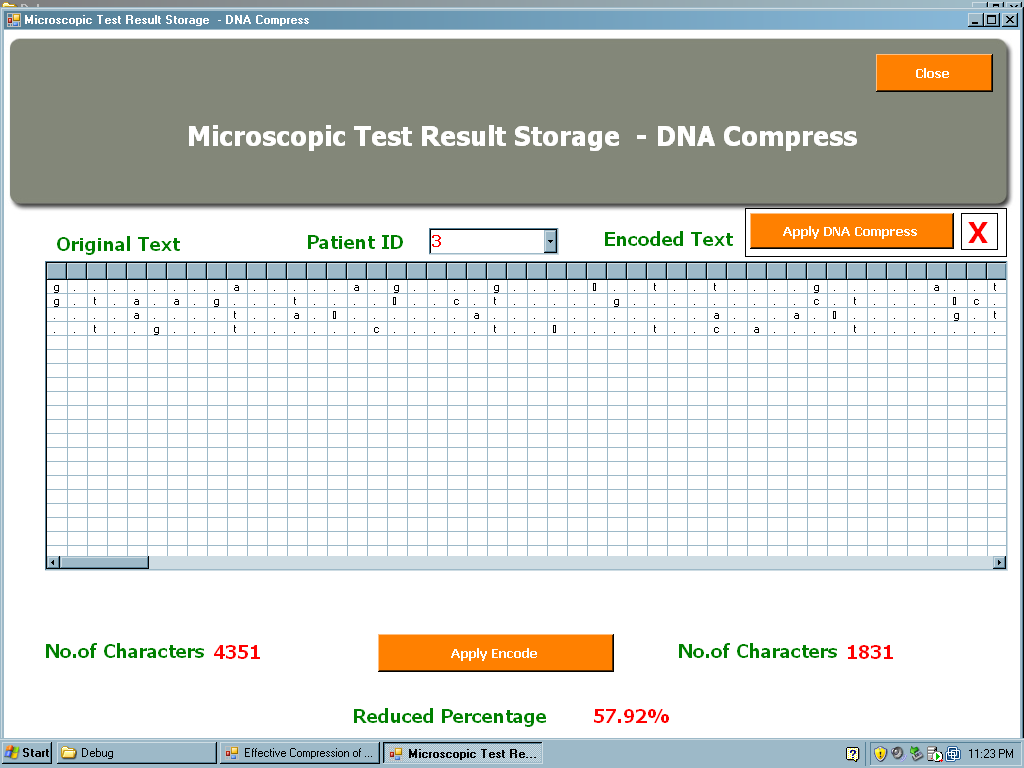 Microscopic Test Result Storage - DNA Compress
Close
Microscopic Test Result Storage - DNA Compress
Original Text
Patient ID
3
Encoded Text
Apply DNA Compress
X
g . . . . . . . . a . . . . . a . g . . . . g . . . . . t . . t . . . . g . . . . . a . . t
No.of Characters 4351
Apply Encode
No.of Characters 1831
Reduced Percentage 57.92%
Start
Debug
Effective Compression of ...
Microscopic Test Re...
11:23 PM